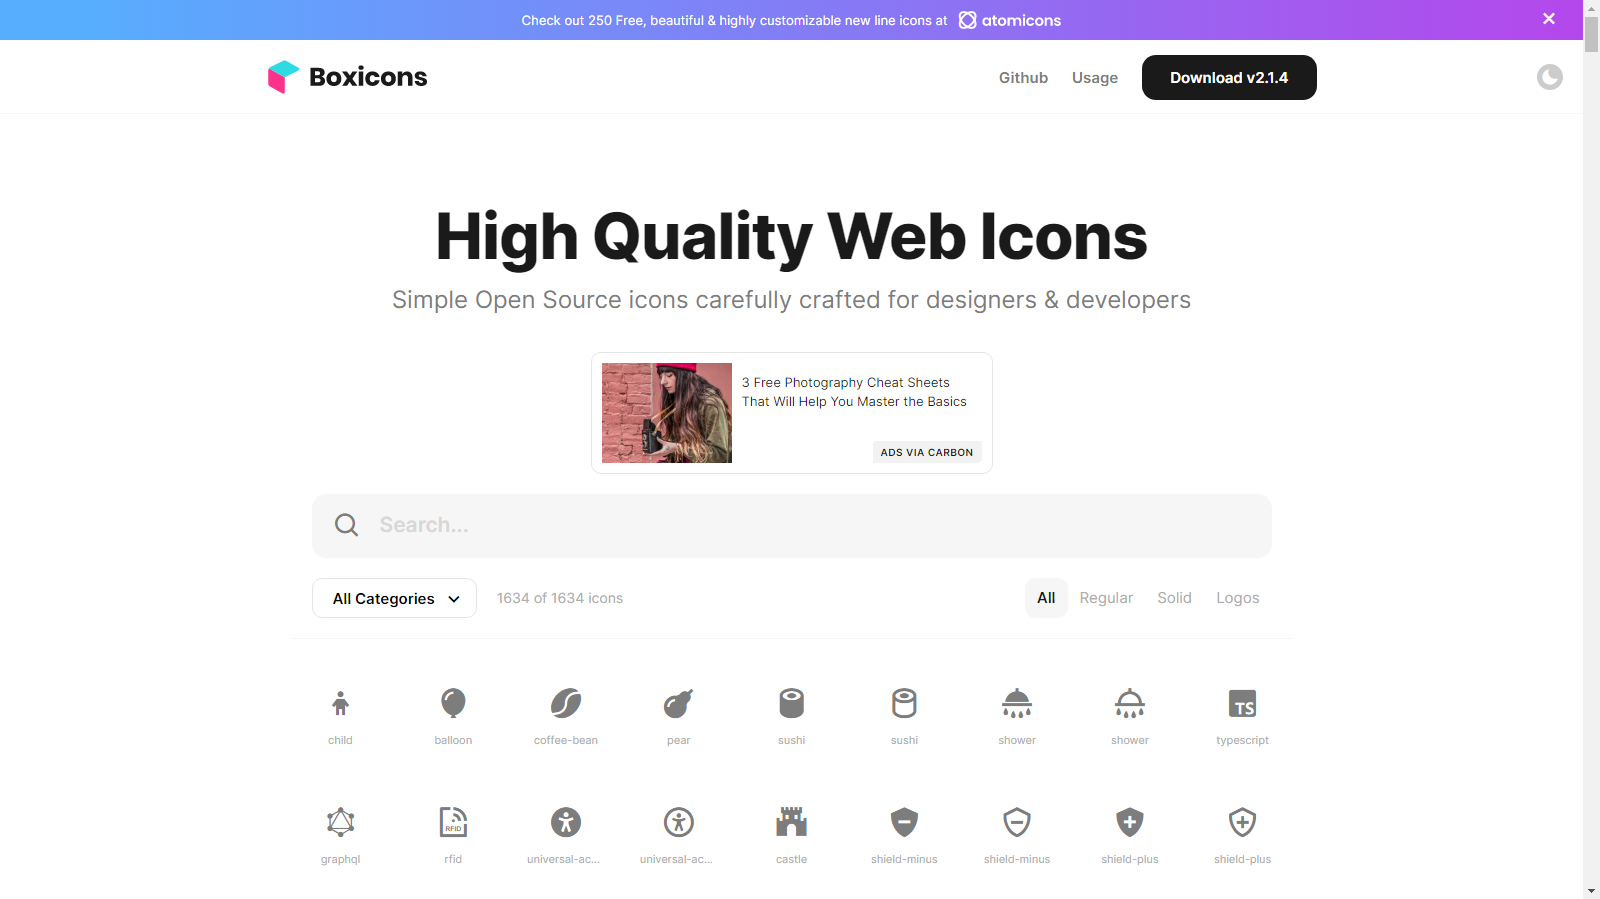 Check out 250 Free, beautiful & highly customizable new line icons at atomicons
Boxicons
Github Usage Download v2.1.4
High Quality Web Icons
Simple Open Source icons carefully crafted for designers & developers
3 Free Photography Cheat Sheets
That Will Help You Master the Basics
ADS VIA CARBON
Search...
All Categories 1634 of 1634 icons All Regular Solid Logos
TS
child balloon coffee-bean pear sushi sushi shower shower typescript
RFID
graphql rfid universal-ac... universal-ac... castle shield-minus shield-minus shield-plus shield-plus